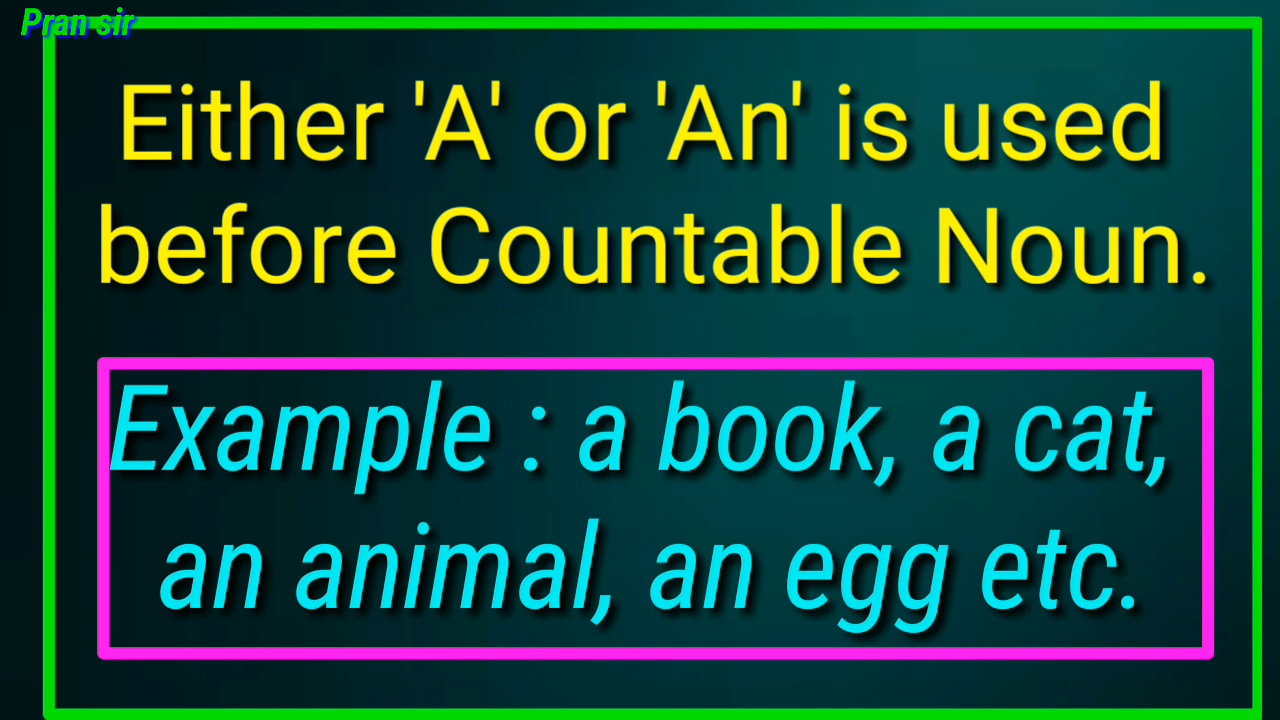 Pran sir
Either 'A' or 'An' is used
before Countable Noun.
Example : a book, a cat,
an animal, an egg etc.